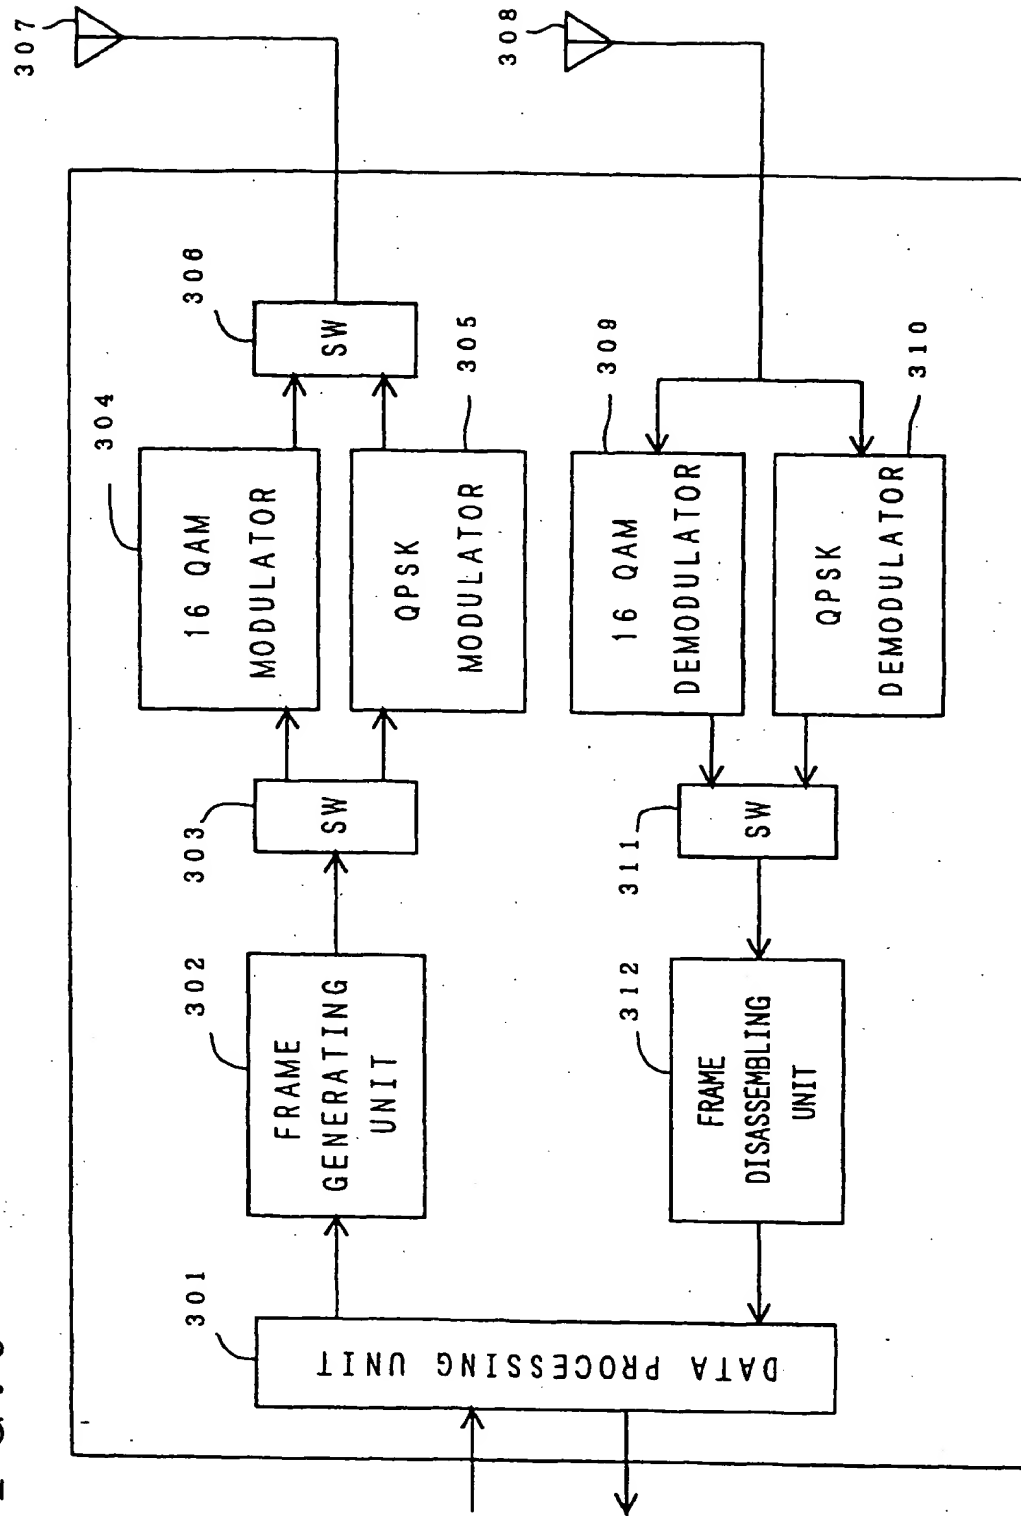 307
308
306
SW
304
16 QAM
MODULATOR
305
QPSK
MODULATOR
309
16 QAM
DEMODULATOR
310
QPSK
DEMODULATOR
303
SW
311
SW
302
FRAME
GENERATING
UNIT
312
FRAME
DISASSEMBLING
UNIT
301
DATA PROCESSING UNIT